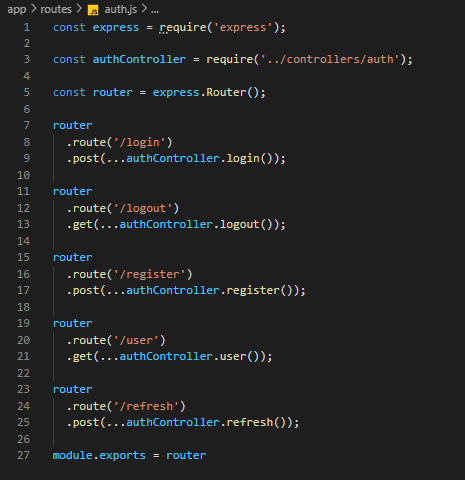 app > routes > JS auth.js > ...
1 const express = require('express');
2
3 const authController = require('../controllers/auth');
4
5 const router = express.Router();
6
7 router
8 .route('/login')
9 .post(...authController.login());
10
11 router
12 .route('/logout')
13 .get(...authController.logout());
14
15 router
16 .route('/register')
17 .post(...authController.register());
18
19 router
20 .route('/user')
21 .get(...authController.user());
22
23 router
24 .route('/refresh')
25 .post(...authController.refresh());
26
27 module.exports = router